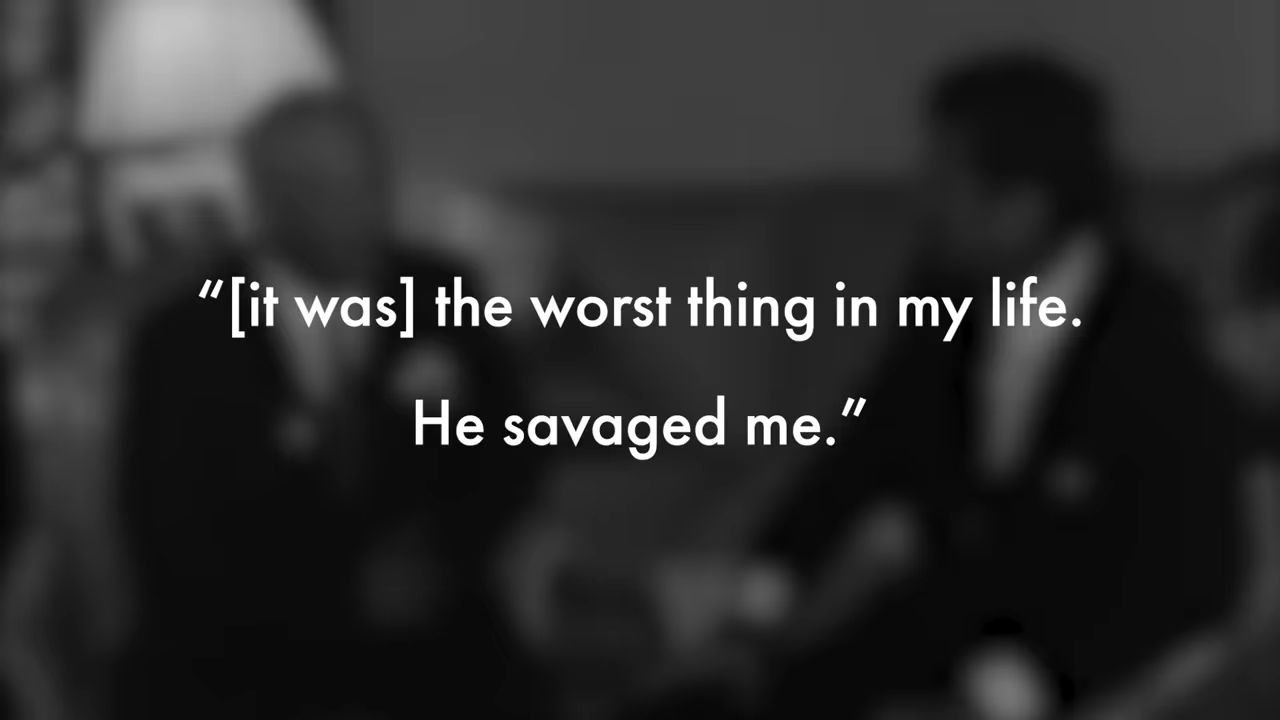 “[it was] the worst thing in my life.
He savaged me.”